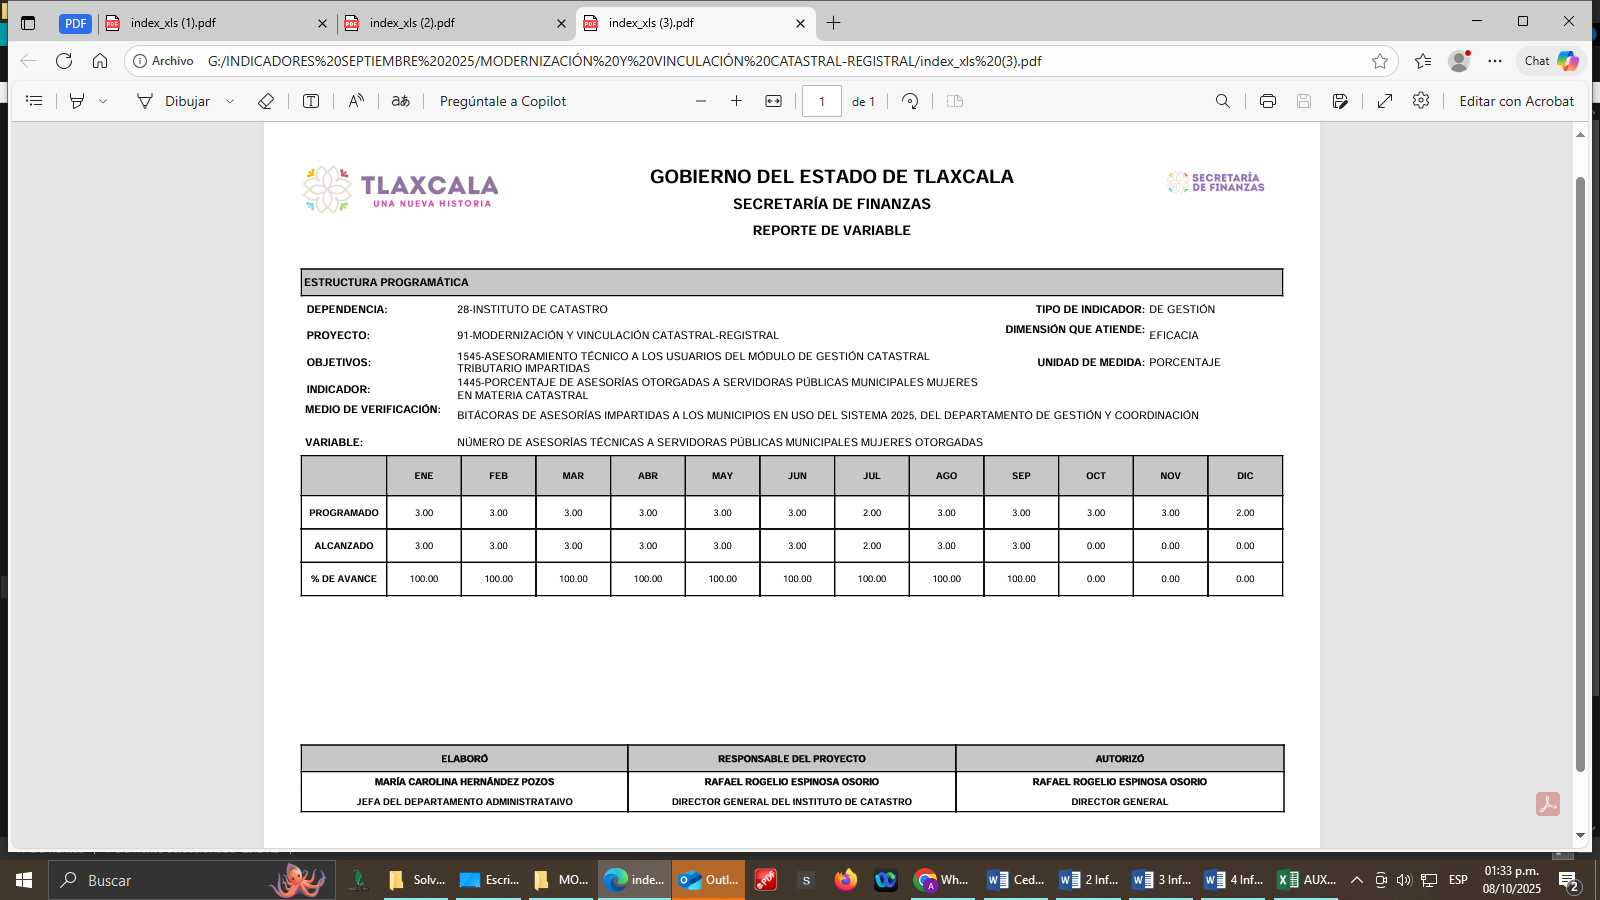 PDF
index_xls (1).pdf
index_xls (2).pdf
index_xls (3).pdf
Archivo
G:/INDICADORES%20SEPTIEMBRE%202025/MODERNIZACIÓN%20Y%20VINCULACIÓN%20CATASTRAL-REGISTRAL/index_xls%20(3).pdf
Chat
Dibujar
Pregúntale a Copilot
1 de 1
Editar con Acrobat
TLAXCALA
UNA NUEVA HISTORIA
GOBIERNO DEL ESTADO DE TLAXCALA
SECRETARÍA DE FINANZAS
REPORTE DE VARIABLE
SECRETARÍA
DE FINANZAS
ESTRUCTURA PROGRAMÁTICA
DEPENDENCIA: 28-INSTITUTO DE CATASTRO TIPO DE INDICADOR: DE GESTIÓN
PROYECTO: 91-MODERNIZACIÓN Y VINCULACIÓN CATASTRAL-REGISTRAL DIMENSIÓN QUE ATIENDE: EFICACIA
OBJETIVOS: 1545-ASESORAMIENTO TÉCNICO A LOS USUARIOS DEL MÓDULO DE GESTIÓN CATASTRAL
TRIBUTARIO IMPARTIDAS
UNIDAD DE MEDIDA: PORCENTAJE
INDICADOR: 1445-PORCENTAJE DE ASESORÍAS OTORGADAS A SERVIDORAS PÚBLICAS MUNICIPALES MUJERES
EN MATERIA CATASTRAL
MEDIO DE VERIFICACIÓN: BITÁCORAS DE ASESORÍAS IMPARTIDAS A LOS MUNICIPIOS EN USO DEL SISTEMA 2025, DEL DEPARTAMENTO DE GESTIÓN Y COORDINACIÓN
VARIABLE: NÚMERO DE ASESORÍAS TÉCNICAS A SERVIDORAS PÚBLICAS MUNICIPALES MUJERES OTORGADAS
ENE FEB MAR ABR MAY JUN JUL AGO SEP OCT NOV DIC
PROGRAMADO 3.00 3.00 3.00 3.00 3.00 3.00 2.00 3.00 3.00 3.00 3.00 2.00
ALCANZADO 3.00 3.00 3.00 3.00 3.00 3.00 2.00 3.00 3.00 0.00 0.00 0.00
% DE AVANCE 100.00 100.00 100.00 100.00 100.00 100.00 100.00 100.00 100.00 0.00 0.00 0.00
ELABORÓ RESPONSABLE DEL PROYECTO AUTORIZÓ
MARÍA CAROLINA HERNÁNDEZ POZOS RAFAEL ROGELIO ESPINOSA OSORIO RAFAEL ROGELIO ESPINOSA OSORIO
JEFA DEL DEPARTAMENTO ADMINISTRATAIVO DIRECTOR GENERAL DEL INSTITUTO DE CATASTRO DIRECTOR GENERAL
Buscar
Solv...
Escri...
MO...
inde...
Outl...
Wh...
Ced...
2 Inf...
3 Inf...
4 Inf...
AUX...
ESP
01:33 p.m.
08/10/2025
2